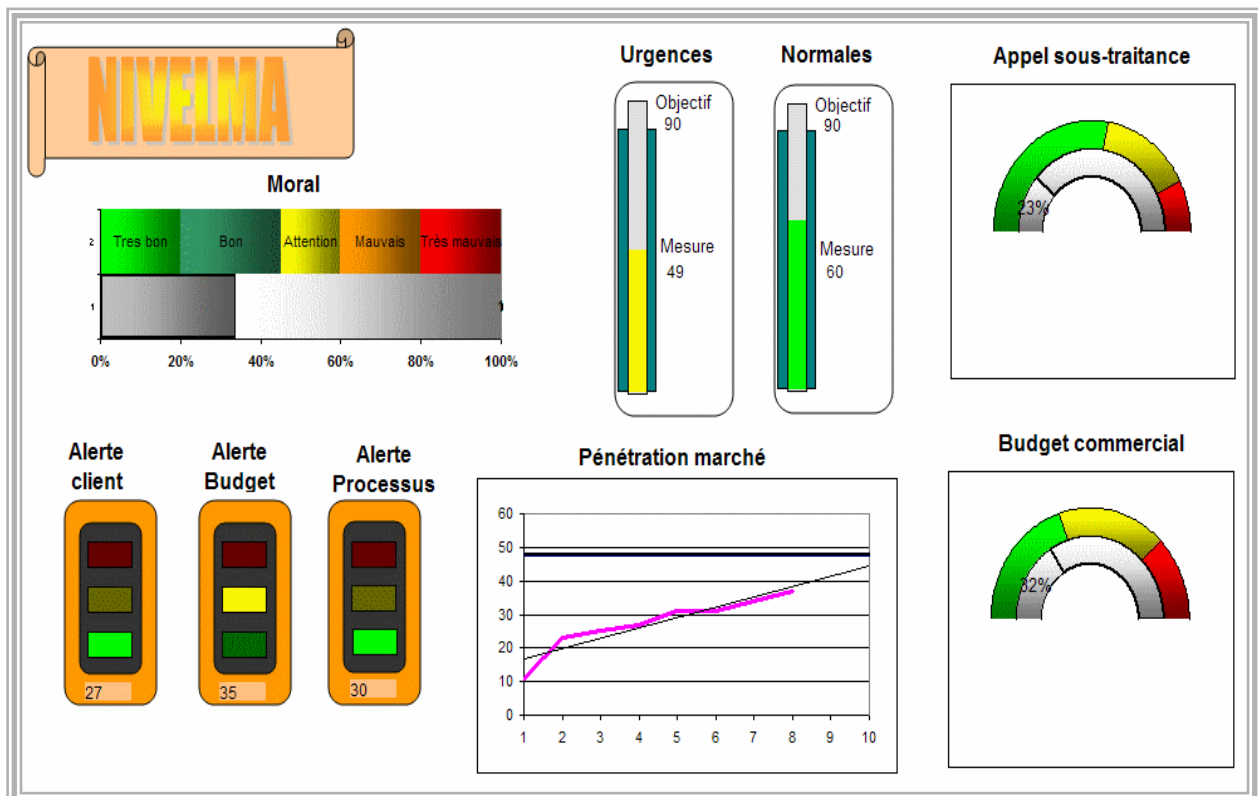 NIVELMA
Urgences
Normales
Appel sous-traitance
Objectif
90
Objectif
90
Mesure
49
Mesure
60
23%
Moral
2
Tres bon
Bon
Attention
Mauvais
Très mauvais
1
0%
20%
40%
60%
80%
100%
Alerte
client
27
Alerte
Budget
35
Alerte
Processus
30
Pénétration marché
60
50
40
30
20
10
0
1
2
3
4
5
6
7
8
9
10
Budget commercial
32%